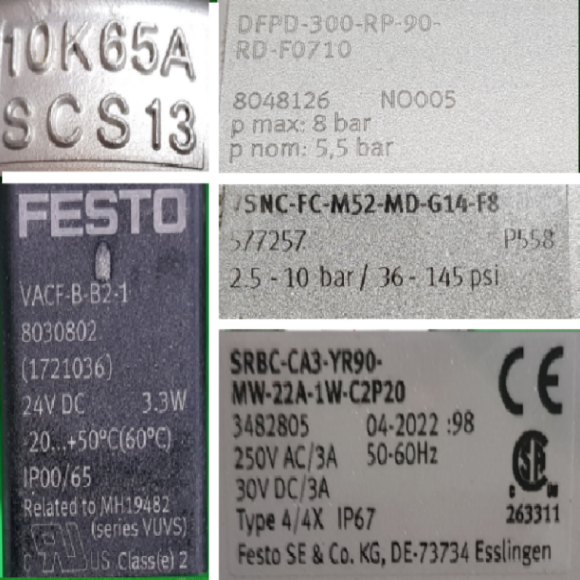 10K65A
SCS13
DFPD-300-RP-90-
RD-F0710
8048126 NO005
p max: 8 bar
p nom: 5,5 bar
FESTO
VACF-B-B2-1
8030802
(1721036)
24V DC 3.3W
-20...+50°C(60°C)
IP00/65
Related to MH19482
(series VUVS)
C US Class(e) 2
VSNC-FC-M52-MD-G14-F8
577257 P558
2.5 - 10 bar / 36 - 145 psi
SRBC-CA3-YR90-
MW-22A-1W-C2P20
3482805 04-2022 :98
250V AC/3A 50-60Hz
30V DC/3A
Type 4/4X IP67
CE
C US
263311
Festo SE & Co. KG, DE-73734 Esslingen